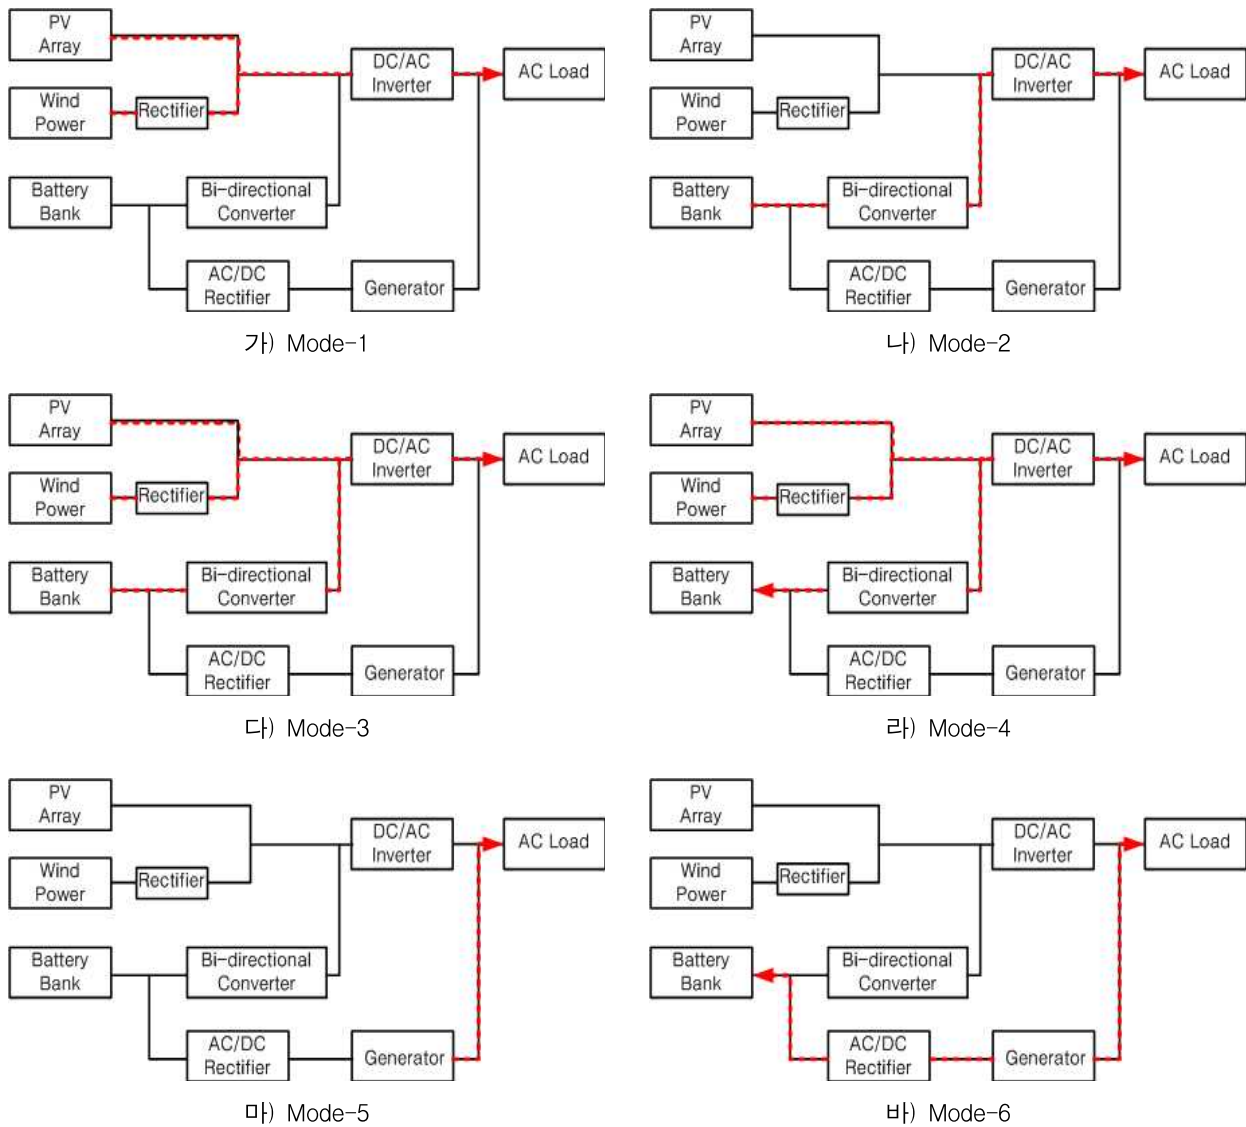 PV
Array
DC/AC
Inverter
AC Load
Wind
Power
Rectifier
Battery
Bank
Bi-directional
Converter
AC/DC
Rectifier
Generator
가) Mode-1
PV
Array
DC/AC
Inverter
AC Load
Wind
Power
Rectifier
Battery
Bank
Bi-directional
Converter
AC/DC
Rectifier
Generator
나) Mode-2
PV
Array
DC/AC
Inverter
AC Load
Wind
Power
Rectifier
Battery
Bank
Bi-directional
Converter
AC/DC
Rectifier
Generator
다) Mode-3
PV
Array
DC/AC
Inverter
AC Load
Wind
Power
Rectifier
Battery
Bank
Bi-directional
Converter
AC/DC
Rectifier
Generator
라) Mode-4
PV
Array
DC/AC
Inverter
AC Load
Wind
Power
Rectifier
Battery
Bank
Bi-directional
Converter
AC/DC
Rectifier
Generator
마) Mode-5
PV
Array
DC/AC
Inverter
AC Load
Wind
Power
Rectifier
Battery
Bank
Bi-directional
Converter
AC/DC
Rectifier
Generator
바) Mode-6